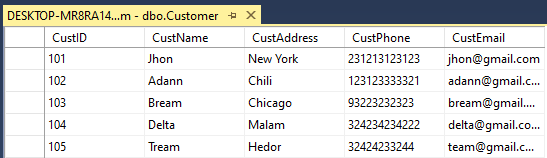 DESKTOP-MR8RA14...m - dbo.Customer
CustID CustName CustAddress CustPhone CustEmail
101 Jhon New York 231213123123 jhon@gmail.com
102 Adann Chili 123123333321 adann@gmail.c...
103 Bream Chicago 93223232323 bream@gmail....
104 Delta Malam 324234234222 delta@gmail.co...
105 Tream Hedor 32424233244 team@gmail.c...